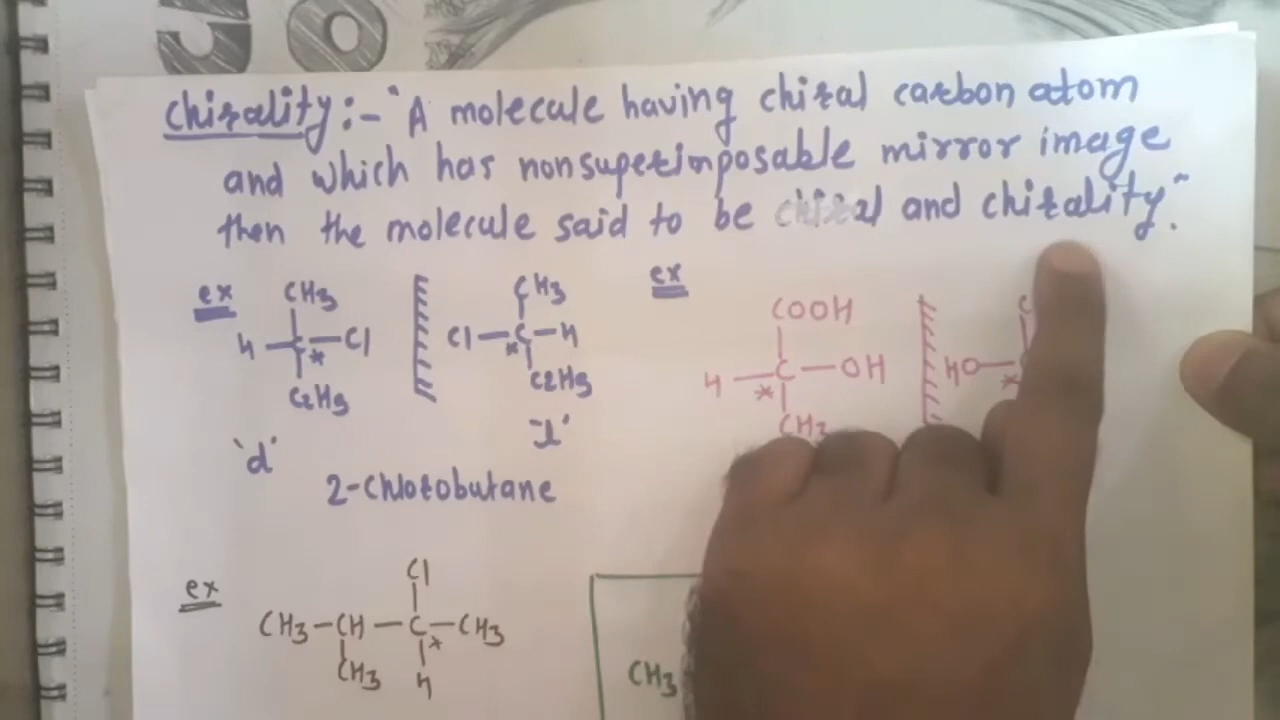 Chirality:- "A molecule having chiral carbon atom
and which has nonsuperimposable mirror image
then the molecule said to be chiral and chirality".
ex
CH3
H — C* — Cl
C2H5
CH3
Cl — C* — H
C2H5
'd'
'l'
2-Chlorobutane
ex
COOH
H — C* — OH
CH3
HO — *
ex
Cl
CH3 — CH — C* — CH3
CH3 H
CH3